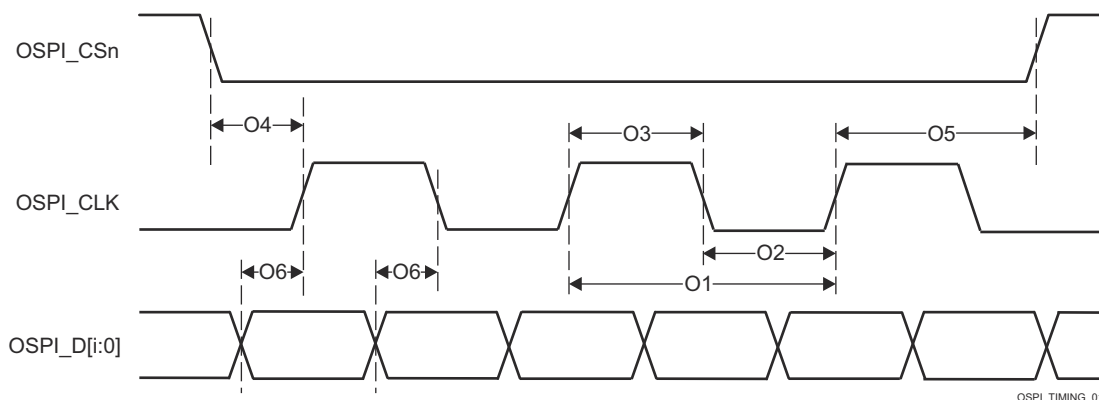 OSPI_CSn
O4
O3
O5
OSPI_CLK
O2
O6
O6
O1
OSPI_D[i:0]